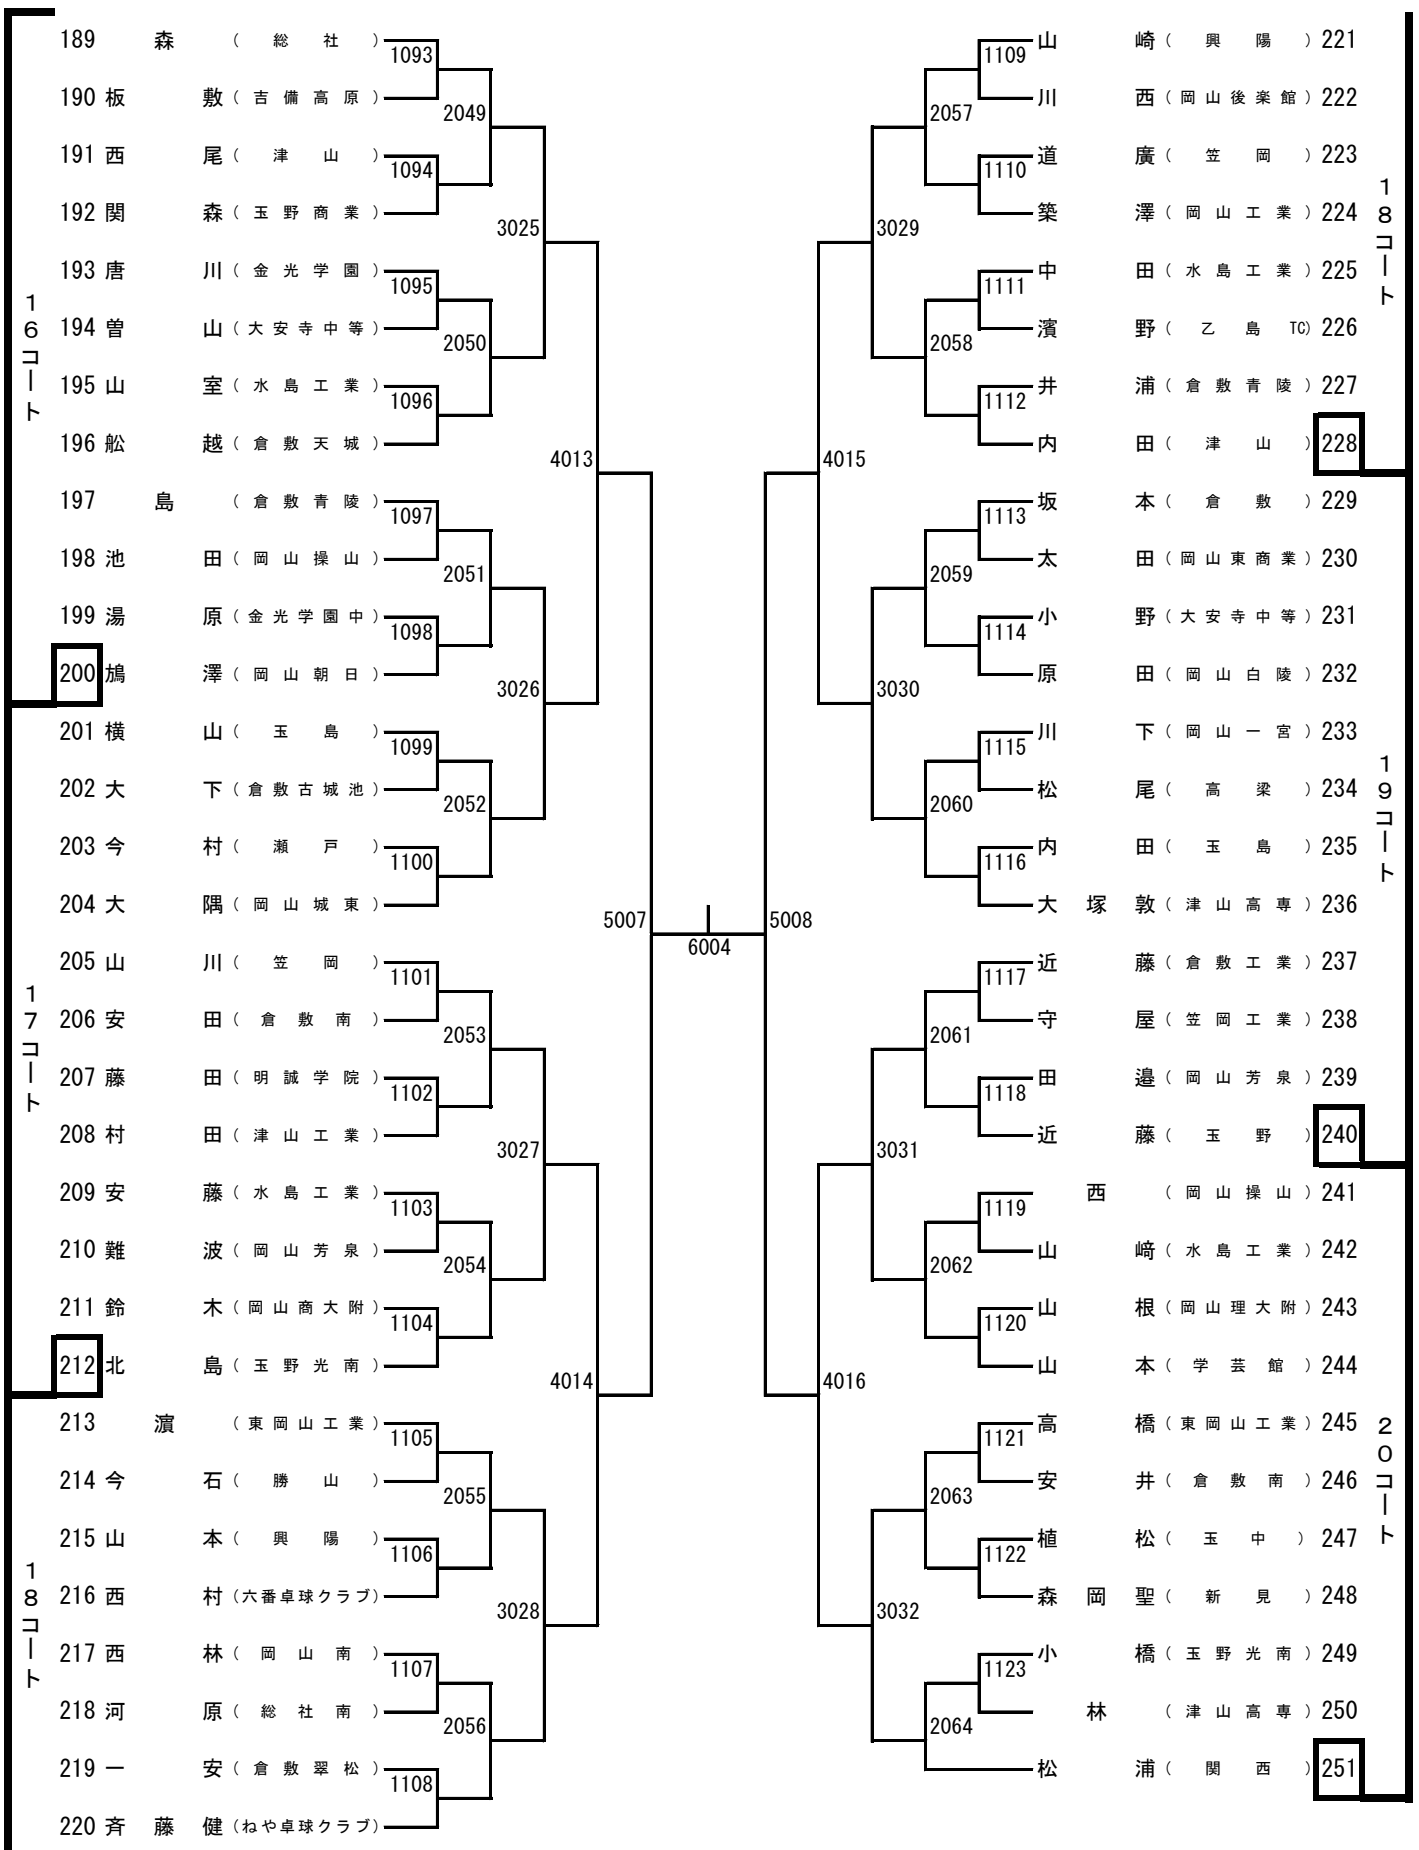 189 森 (総社)
1093
190 板敷 (吉備高原)
2049
191 西尾 (津山)
1094
192 関森 (玉野商業)
3025
193 唐川 (金光学園)
1095
194 曽山 (大安寺中等)
2050
195 山室 (水島工業)
1096
196 舩越 (倉敷天城)
4013
197 島 (倉敷青陵)
1097
198 池田 (岡山操山)
2051
199 湯原 (金光学園中)
1098
200 鴋澤 (岡山朝日)
3026
201 横山 (玉島)
1099
202 大下 (倉敷古城池)
2052
203 今村 (瀬戸)
1100
204 大隅 (岡山城東)
5007
205 山川 (笠岡)
1101
206 安田 (倉敷南)
2053
207 藤田 (明誠学院)
1102
208 村田 (津山工業)
3027
209 安藤 (水島工業)
1103
210 難波 (岡山芳泉)
2054
211 鈴木 (岡山商大附)
1104
212 北島 (玉野光南)
4014
213 濵 (東岡山工業)
1105
214 今石 (勝山)
2055
215 山本 (興陽)
1106
216 西村 (六番卓球クラブ)
3028
217 西林 (岡山南)
1107
218 河原 (総社南)
2056
219 一安 (倉敷翠松)
1108
220 斉藤健 (ねや卓球クラブ)
16コート
17コート
18コート
6004
山崎 (興陽) 221
1109
川西 (岡山後楽館) 222
2057
道廣 (笠岡) 223
1110
築澤 (岡山工業) 224
3029
中田 (水島工業) 225
1111
濱野 (乙島TC) 226
2058
井浦 (倉敷青陵) 227
1112
内田 (津山) 228
4015
坂本 (倉敷) 229
1113
太田 (岡山東商業) 230
2059
小野 (大安寺中等) 231
1114
原田 (岡山白陵) 232
3030
川下 (岡山一宮) 233
1115
松尾 (高梁) 234
2060
内田 (玉島) 235
1116
大塚敦 (津山高専) 236
5008
近藤 (倉敷工業) 237
1117
守屋 (笠岡工業) 238
2061
田邉 (岡山芳泉) 239
1118
近藤 (玉野) 240
3031
西 (岡山操山) 241
1119
山﨑 (水島工業) 242
2062
山根 (岡山理大附) 243
1120
山本 (学芸館) 244
4016
高橋 (東岡山工業) 245
1121
安井 (倉敷南) 246
2063
植松 (玉中) 247
1122
森岡聖 (新見) 248
3032
小橋 (玉野光南) 249
1123
林 (津山高専) 250
2064
松浦 (関西) 251
18コート
19コート
20コート